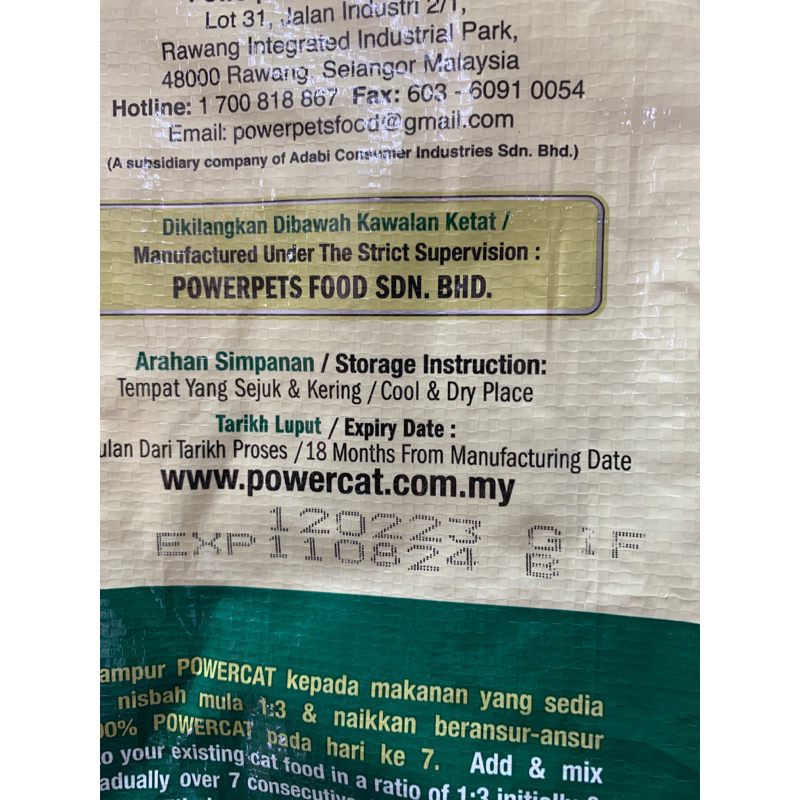 Lot 31, Jalan Industri 2/1,
Rawang Integrated Industrial Park,
48000 Rawang, Selangor Malaysia
Hotline: 1 700 818 867 Fax: 603 - 6091 0054
Email: powerpetsfood@gmail.com
(A subsidiary company of Adabi Consumer Industries Sdn. Bhd.)
Dikilangkan Dibawah Kawalan Ketat /
Manufactured Under The Strict Supervision :
POWERPETS FOOD SDN. BHD.
Arahan Simpanan / Storage Instruction:
Tempat Yang Sejuk & Kering / Cool & Dry Place
Tarikh Luput / Expiry Date :
ulan Dari Tarikh Proses / 18 Months From Manufacturing Date
www.powercat.com.my
120223 G1F
EXP110824 B
ampur POWERCAT kepada makanan yang sedia
nisbah mula 1:3 & naikkan beransur-ansur
00% POWERCAT pada hari ke 7. Add & mix
o your existing cat food in a ratio of 1:3 initially &
adually over 7 consecutive